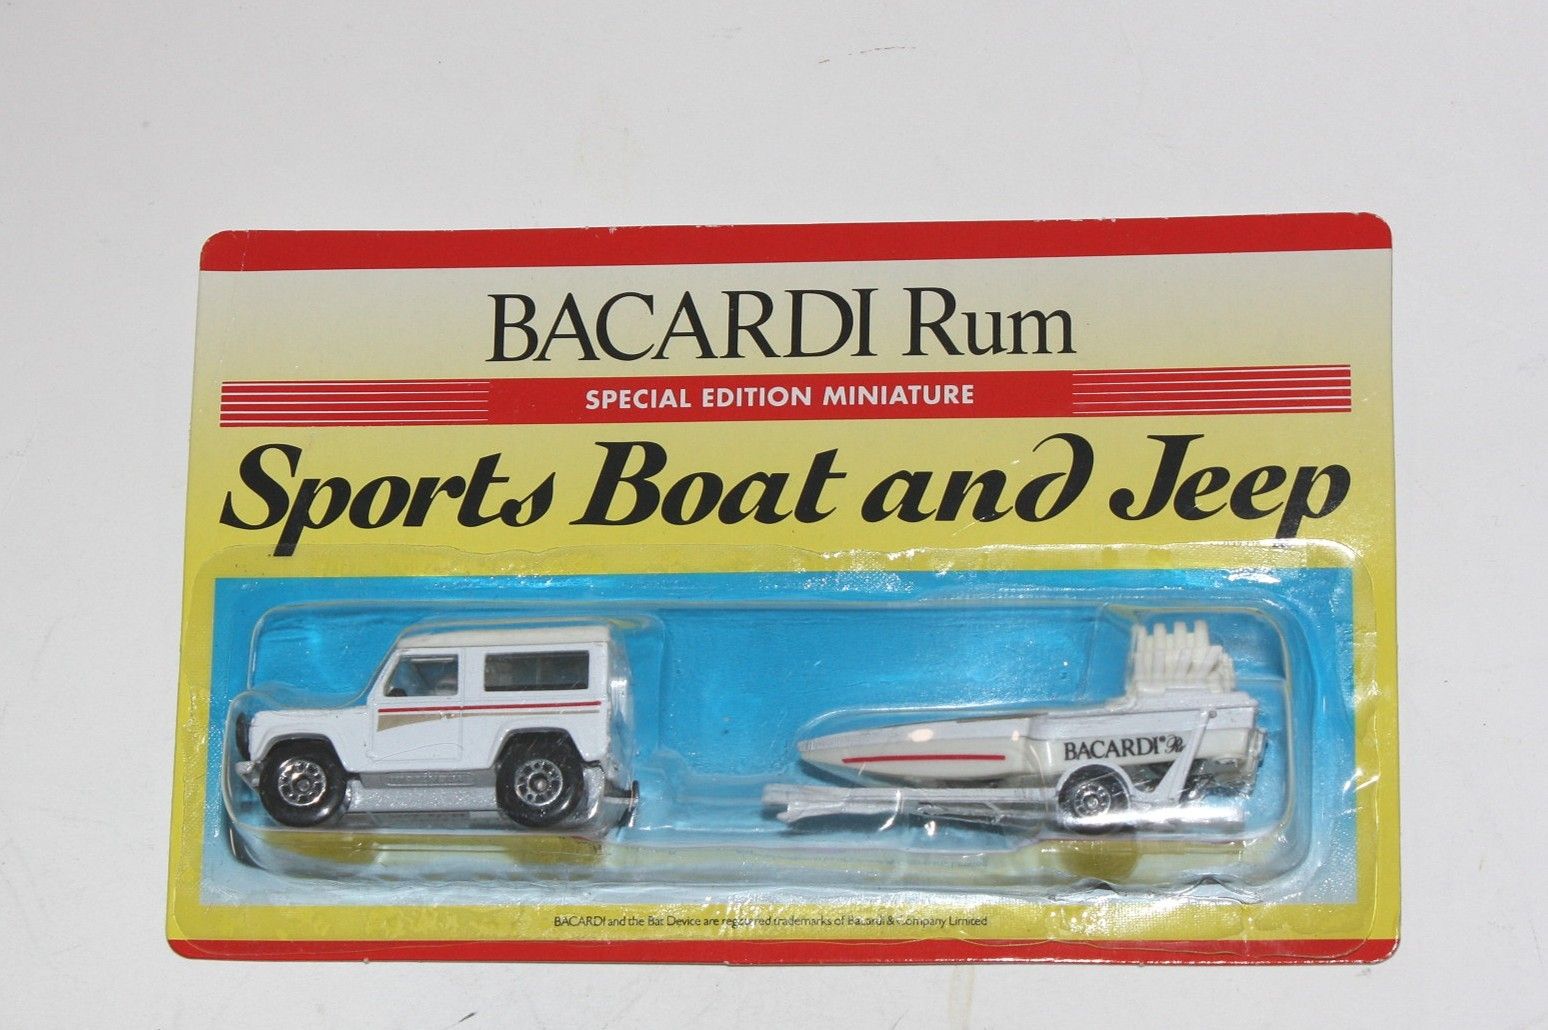 BACARDI Rum
SPECIAL EDITION MINIATURE
Sports Boat and Jeep
BACARDI®
BACARDI and the Bat Device are registered trademarks of Bacardi & Company Limited